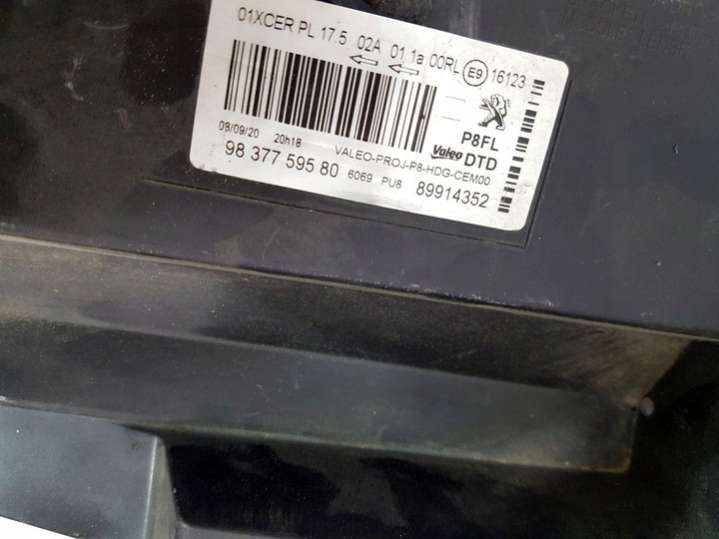 01XCER PL 17.5 02A 01 1a 00RL E9 16123
P8FL
08/09/20 20h18 VALEO-PROJ-P8-HDG-CEM00 Valeo DTD
98 377 595 80 6069 PU8 89914352